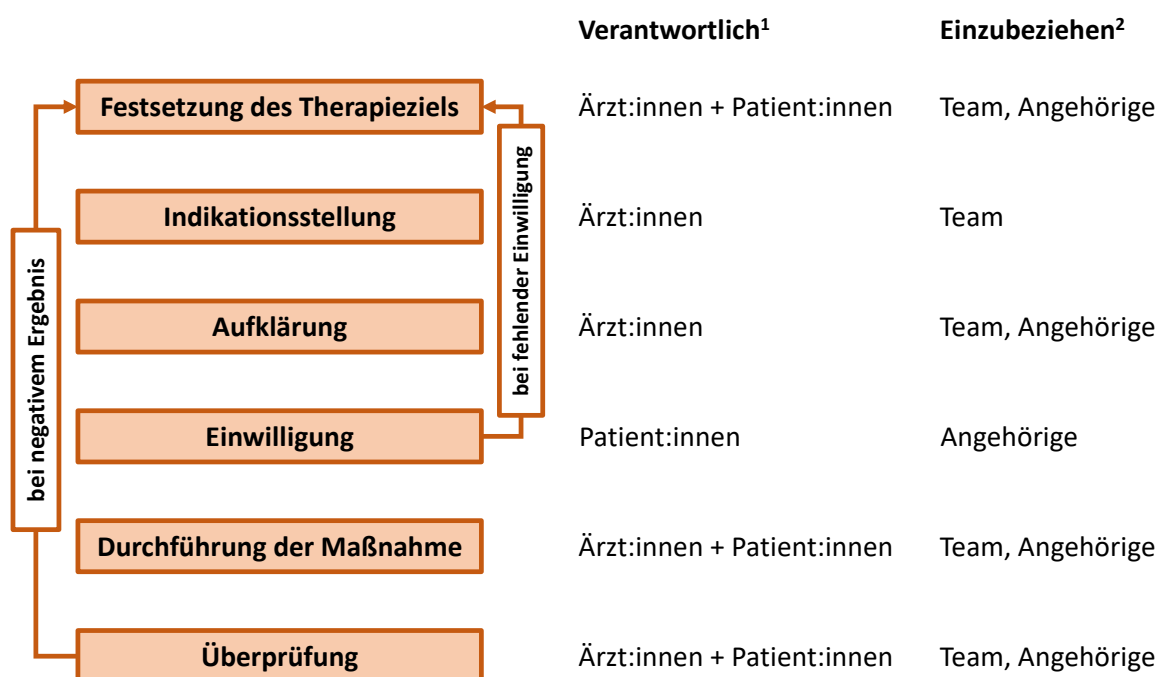 Verantwortlich¹ Einzubeziehen²
Festsetzung des Therapieziels Ärzt:innen + Patient:innen Team, Angehörige
Indikationsstellung Ärzt:innen Team
Aufklärung Ärzt:innen Team, Angehörige
Einwilligung Patient:innen Angehörige
Durchführung der Maßnahme Ärzt:innen + Patient:innen Team, Angehörige
Überprüfung Ärzt:innen + Patient:innen Team, Angehörige
bei negativem Ergebnis
bei fehlender Einwilligung